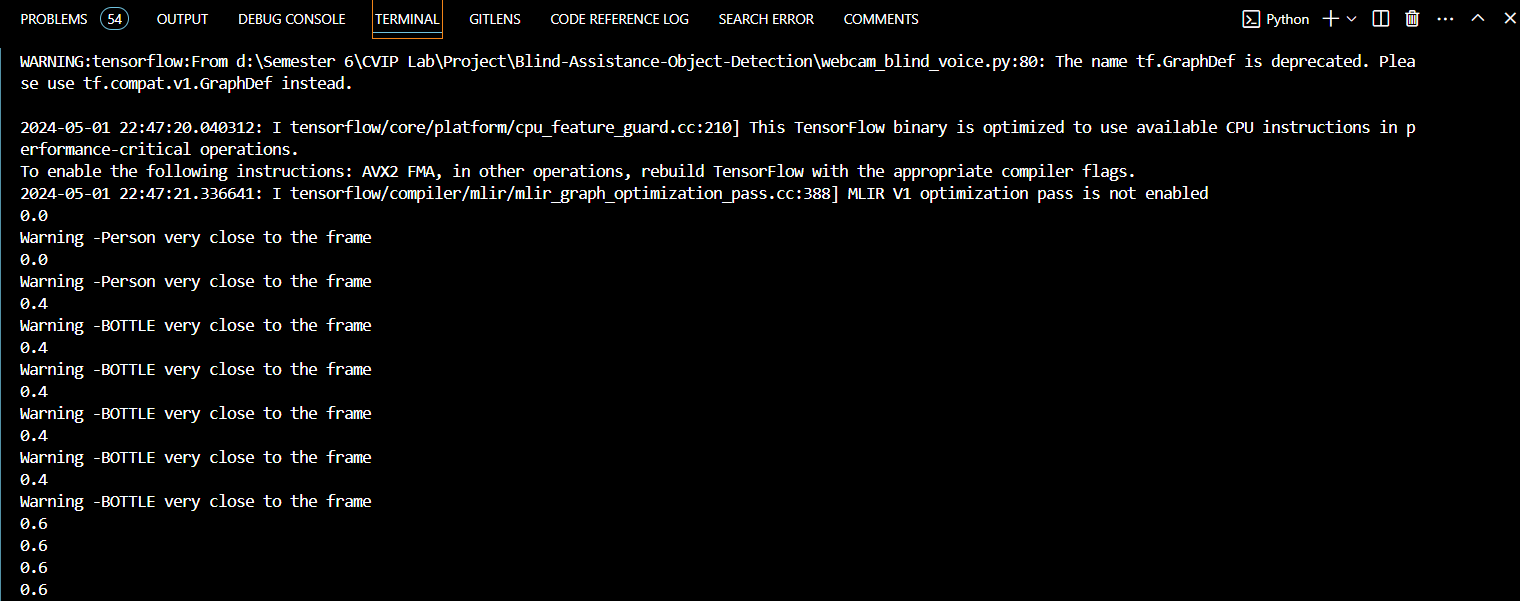 PROBLEMS 54 OUTPUT DEBUG CONSOLE TERMINAL GITLENS CODE REFERENCE LOG SEARCH ERROR COMMENTS Python
WARNING:tensorflow:From d:\Semester 6\CVIP Lab\Project\Blind-Assistance-Object-Detection\webcam_blind_voice.py:80: The name tf.GraphDef is deprecated. Plea
se use tf.compat.v1.GraphDef instead.
2024-05-01 22:47:20.040312: I tensorflow/core/platform/cpu_feature_guard.cc:210] This TensorFlow binary is optimized to use available CPU instructions in p
erformance-critical operations.
To enable the following instructions: AVX2 FMA, in other operations, rebuild TensorFlow with the appropriate compiler flags.
2024-05-01 22:47:21.336641: I tensorflow/compiler/mlir/mlir_graph_optimization_pass.cc:388] MLIR V1 optimization pass is not enabled
0.0
Warning -Person very close to the frame
0.0
Warning -Person very close to the frame
0.4
Warning -BOTTLE very close to the frame
0.4
Warning -BOTTLE very close to the frame
0.4
Warning -BOTTLE very close to the frame
0.4
Warning -BOTTLE very close to the frame
0.4
Warning -BOTTLE very close to the frame
0.6
0.6
0.6
0.6